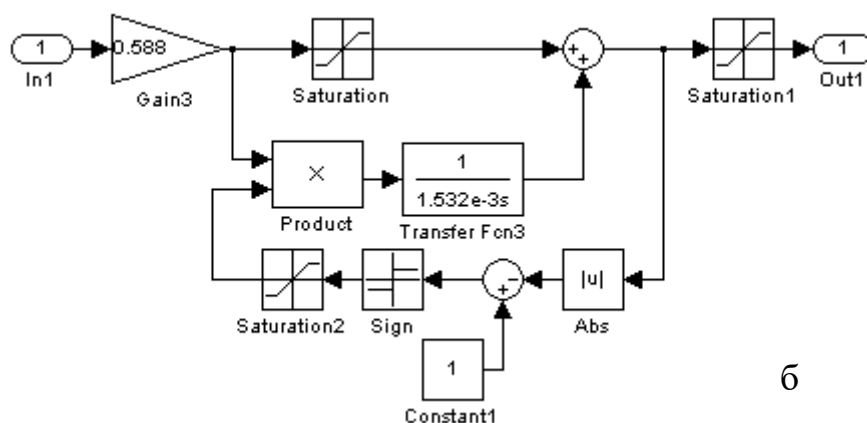 1
In1
0.588
Gain3
Saturation
+
+
Saturation1
1
Out1
×
Product
1
1.532e-3s
Transfer Fcn3
Saturation2
Sign
−
+
|u|
Abs
1
Constant1
б